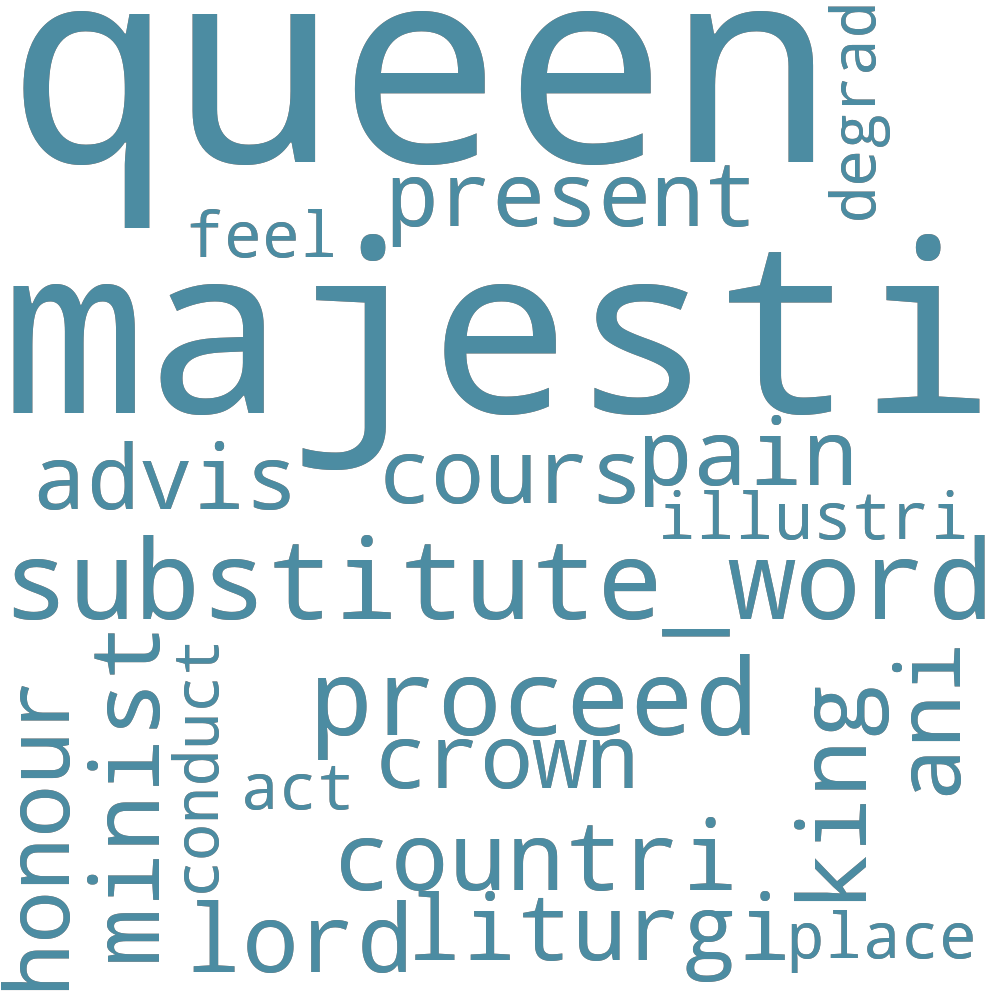 queen
degrad
present
feel
majesti
advis
cours
pain
illustri
substitute_word
honour
minist
conduct
proceed
crown
act
king
ani
countri
lord
liturgi
place